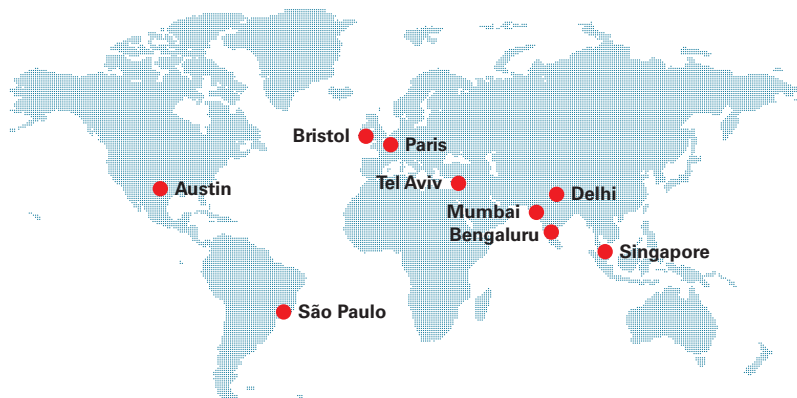 Bristol
Paris
Tel Aviv
Austin
Delhi
Mumbai
Bengaluru
Singapore
São Paulo